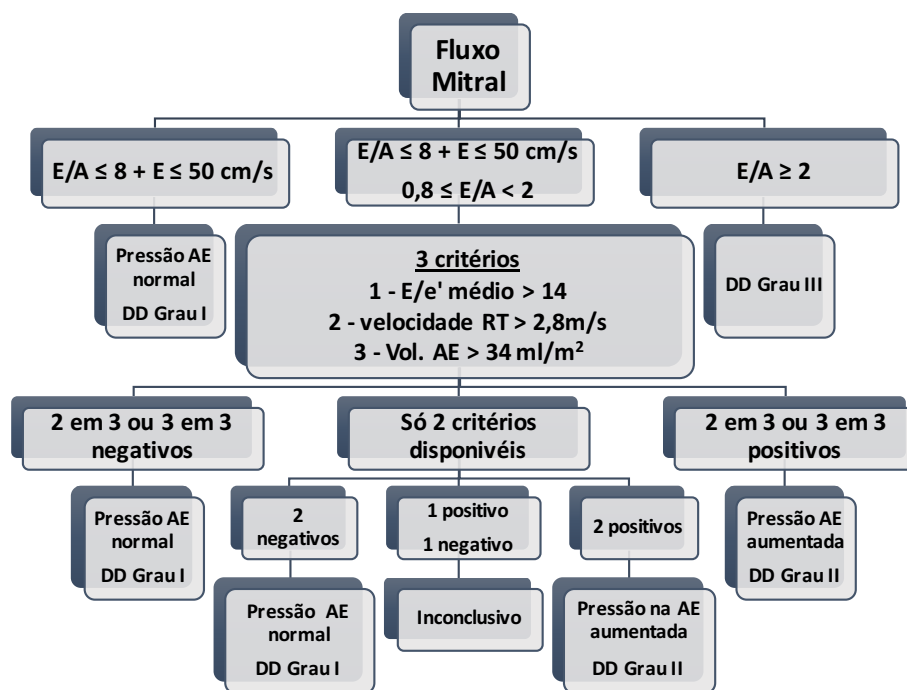 Fluxo
Mitral
E/A ≤ 8 + E ≤ 50 cm/s
E/A ≤ 8 + E ≤ 50 cm/s
0,8 ≤ E/A < 2
E/A ≥ 2
Pressão AE
normal
DD Grau I
3 critérios
1 - E/e' médio > 14
2 - velocidade RT > 2,8m/s
3 - Vol. AE > 34 ml/m²
DD Grau III
2 em 3 ou 3 em 3
negativos
Só 2 critérios
disponivéis
2 em 3 ou 3 em 3
positivos
Pressão AE
normal
DD Grau I
2
negativos
1 positivo
1 negativo
2 positivos
Pressão AE
aumentada
DD Grau II
Pressão AE
normal
DD Grau I
Inconclusivo
Pressão na AE
aumentada
DD Grau II